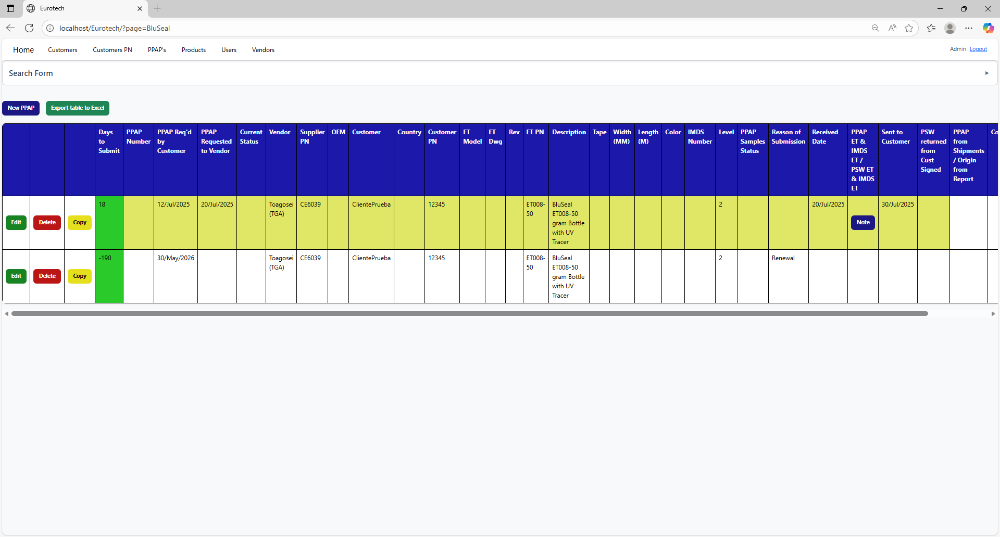 Eurotech
localhost/Eurotech/?page=BluSeal
Home Customers Customers PN PPAP's Products Users Vendors Admin Logout
Search Form
New PPAP Export table to Excel
Days to Submit
PPAP Number
PPAP Req'd by Customer
PPAP Requested to Vendor
Current Status
Vendor
Supplier PN
OEM
Customer
Country
Customer PN
ET Model
ET Dwg
Rev
ET PN
Description
Tape
Width (MM)
Length (M)
Color
IMDS Number
Level
PPAP Samples Status
Reason of Submission
Received Date
PPAP ET & IMDS ET / PSW ET & IMDS ET
Sent to Customer
PSW returned from Cust Signed
PPAP from Shipments / Origin from Report
Co
Edit
Delete
Copy
18
12/Jul/2025
20/Jul/2025
Toagosei (TGA)
CE6039
ClientePrueba
12345
ET008-50
BluSeal ET008-50 gram Bottle with UV Tracer
2
20/Jul/2025
Note
30/Jul/2025
Edit
Delete
Copy
-190
30/May/2026
Toagosei (TGA)
CE6039
ClientePrueba
12345
ET008-50
BluSeal ET008-50 gram Bottle with UV Tracer
2
Renewal